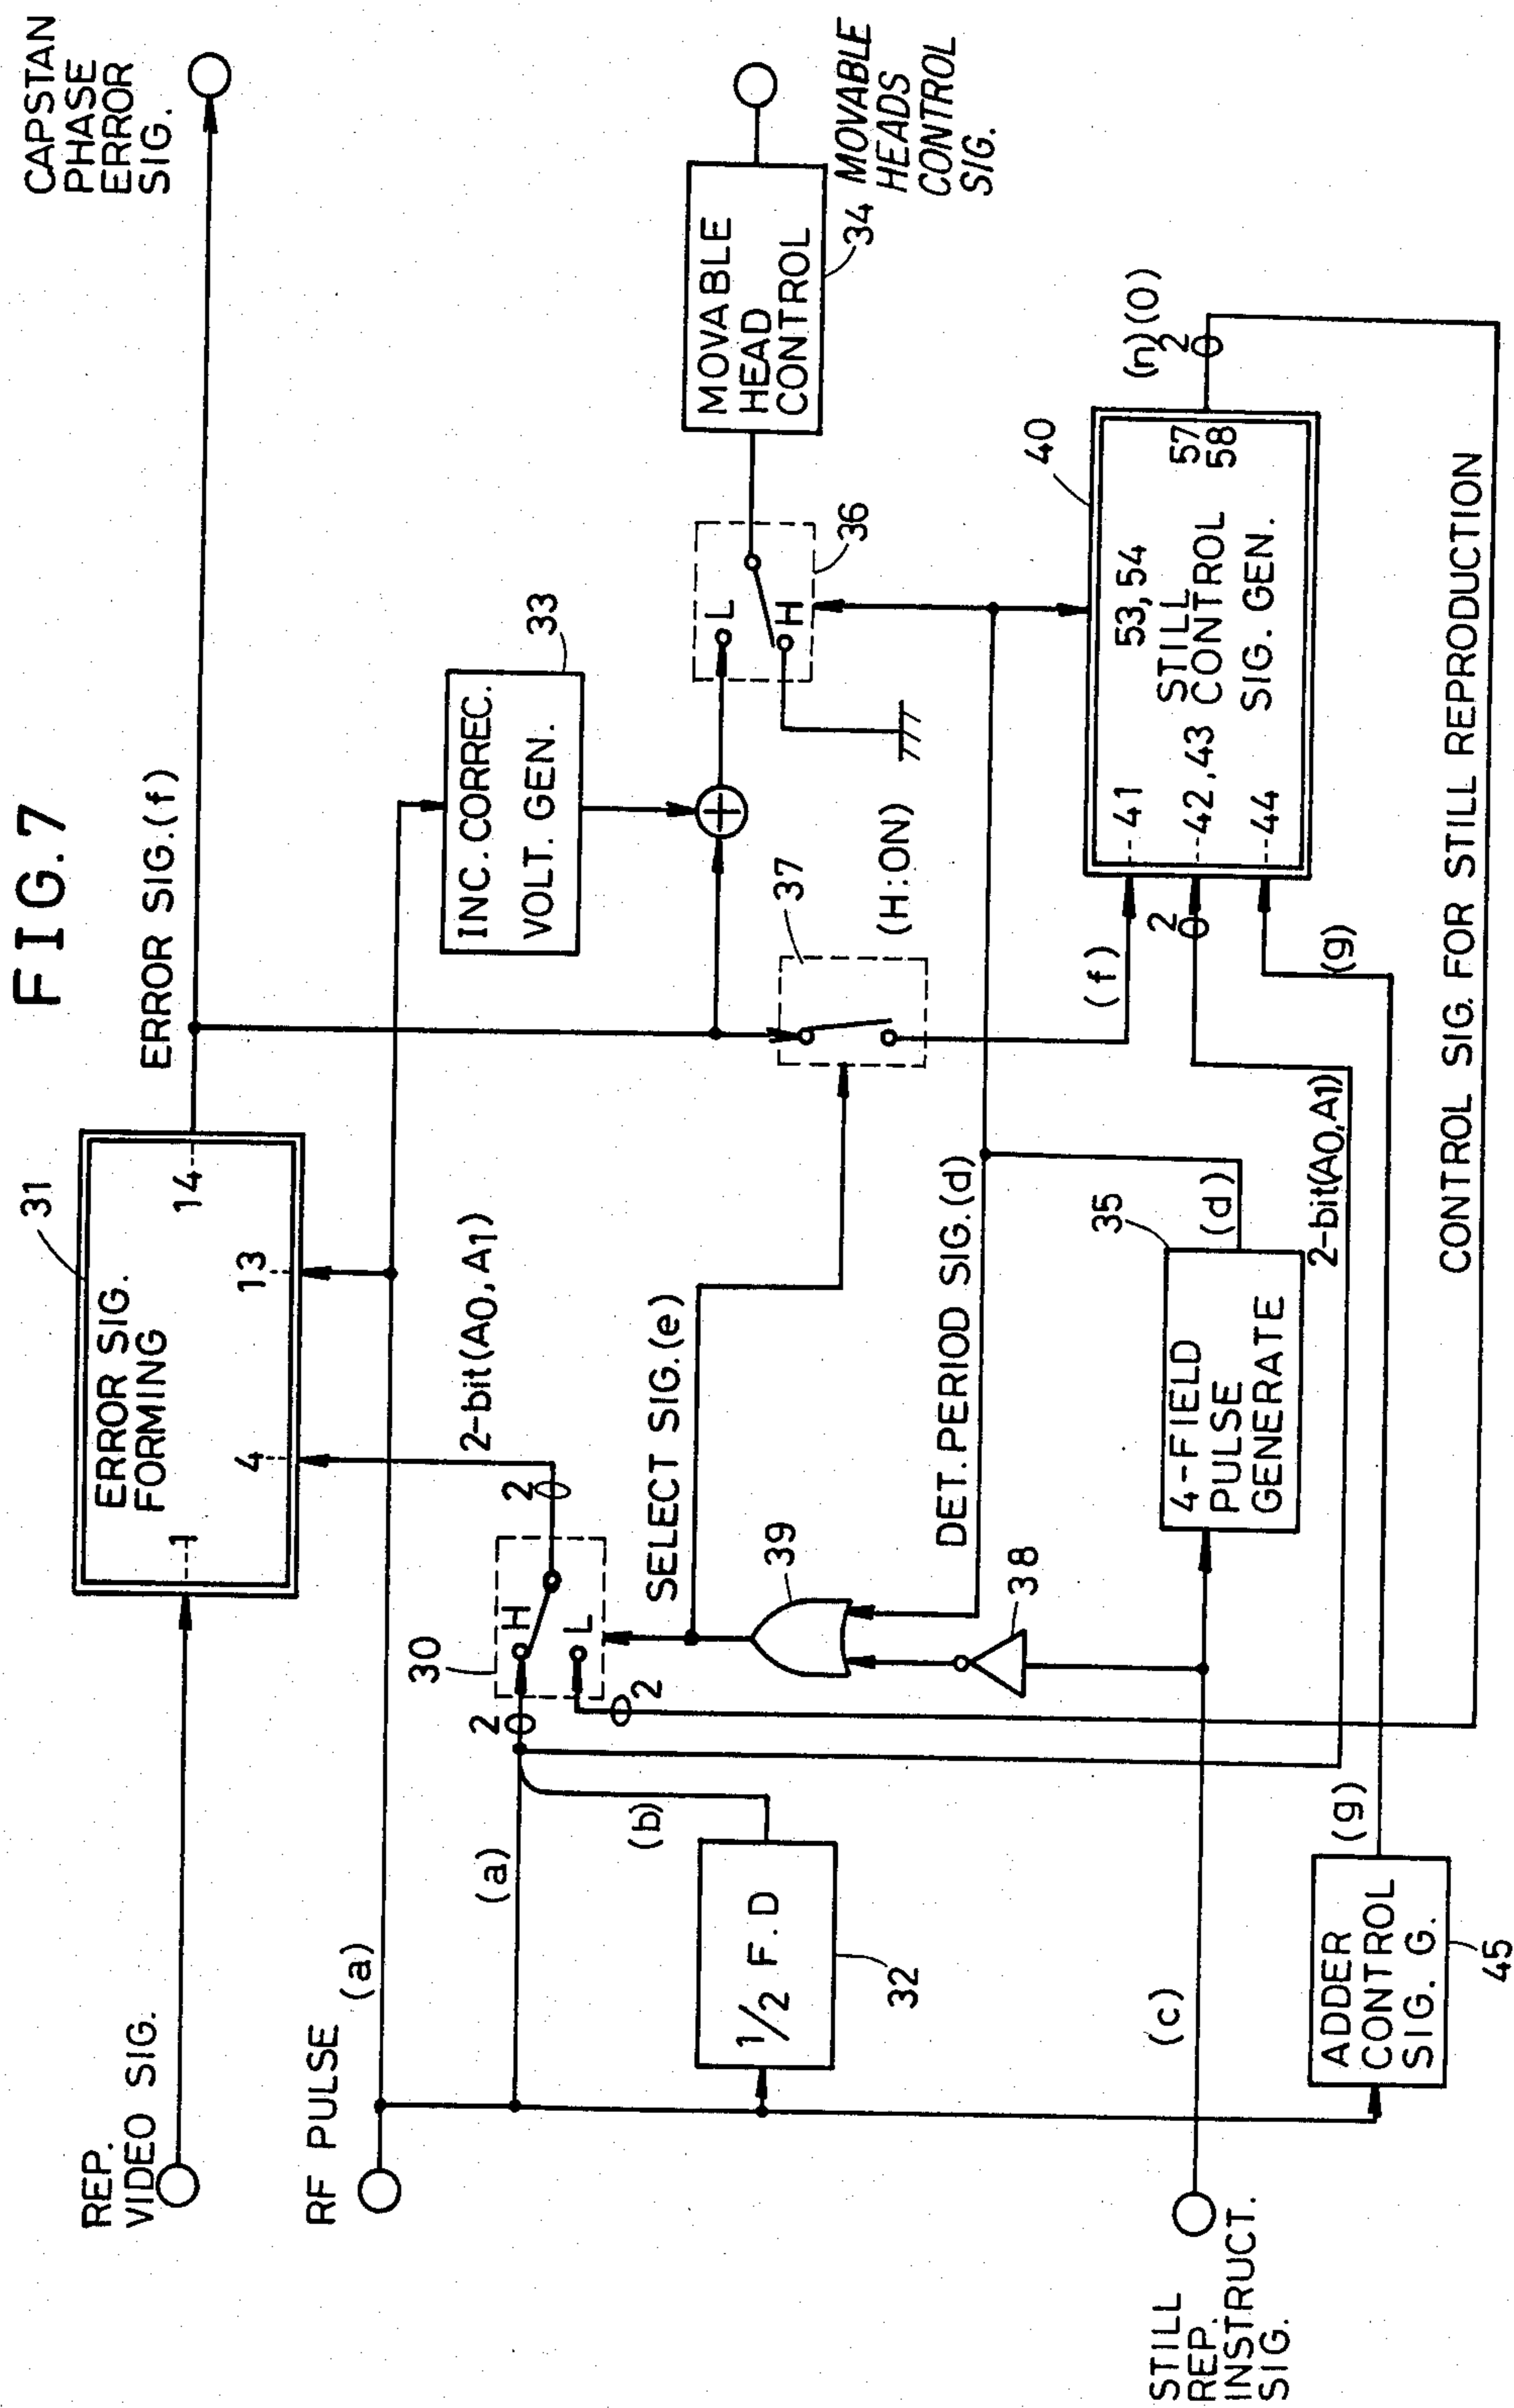 FIG.7
CAPSTAN
PHASE
ERROR
SIG.
ERROR SIG.(f)
31
ERROR SIG.
FORMING
1
4
13
14
REP.
VIDEO SIG.
RF PULSE
(a)
INC. CORREC.
VOLT. GEN.
33
MOVABLE
HEAD
CONTROL
34
MOVABLE
HEADS
CONTROL
SIG.
2-bit(A0,A1)
2
30
H
L
2
2
(a)
(b)
1/2 F.D
32
SELECT SIG.(e)
37
(H:ON)
L
H
36
39
38
DET.PERIOD SIG.(d)
35
4-FIELD
PULSE
GENERATE
(d)
(f)
2
(g)
40
41
42,43
44
53,54
STILL
CONTROL
SIG. GEN.
57
58
(n)(0)
2
2-bit(A0,A1)
(c)
STILL
REP.
INSTRUCT.
SIG.
ADDER
CONTROL
SIG. G.
45
(g)
CONTROL SIG. FOR STILL REPRODUCTION